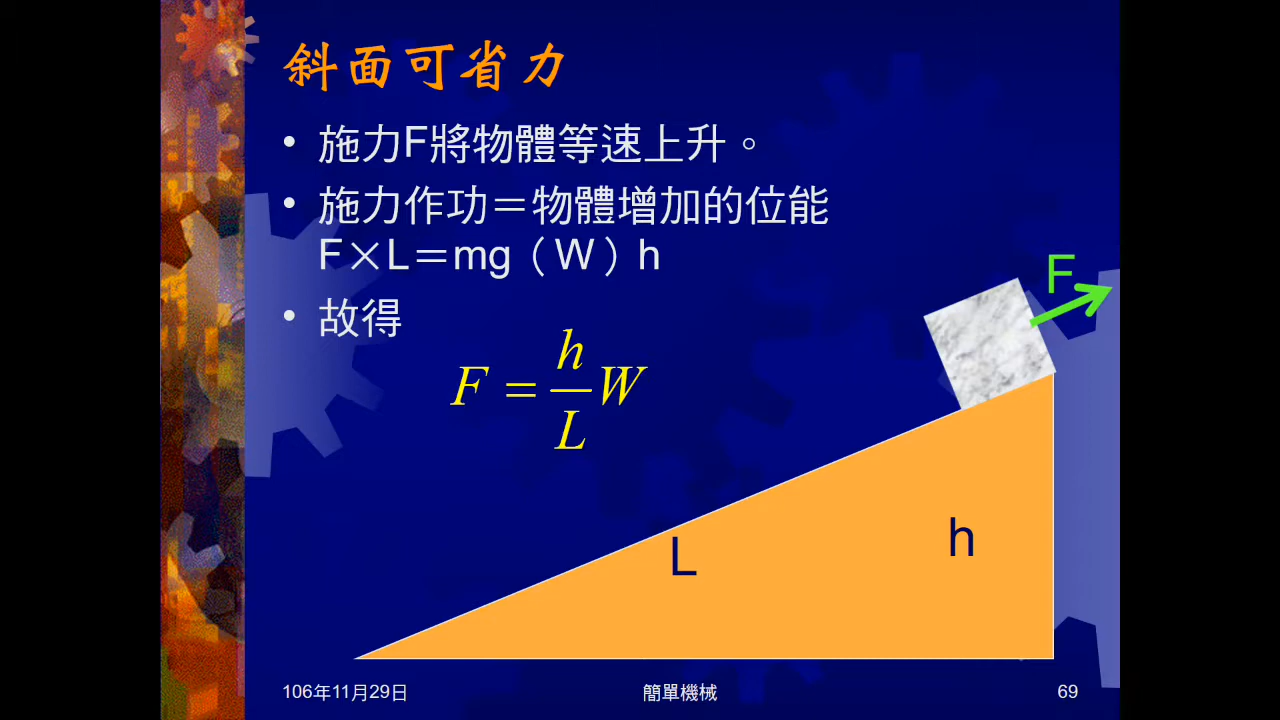 斜面可省力
• 施力F將物體等速上升。
• 施力作功＝物體增加的位能
F×L＝mg（W）h
• 故得
F = h/L W
F
L
h
106年11月29日
簡單機械
69